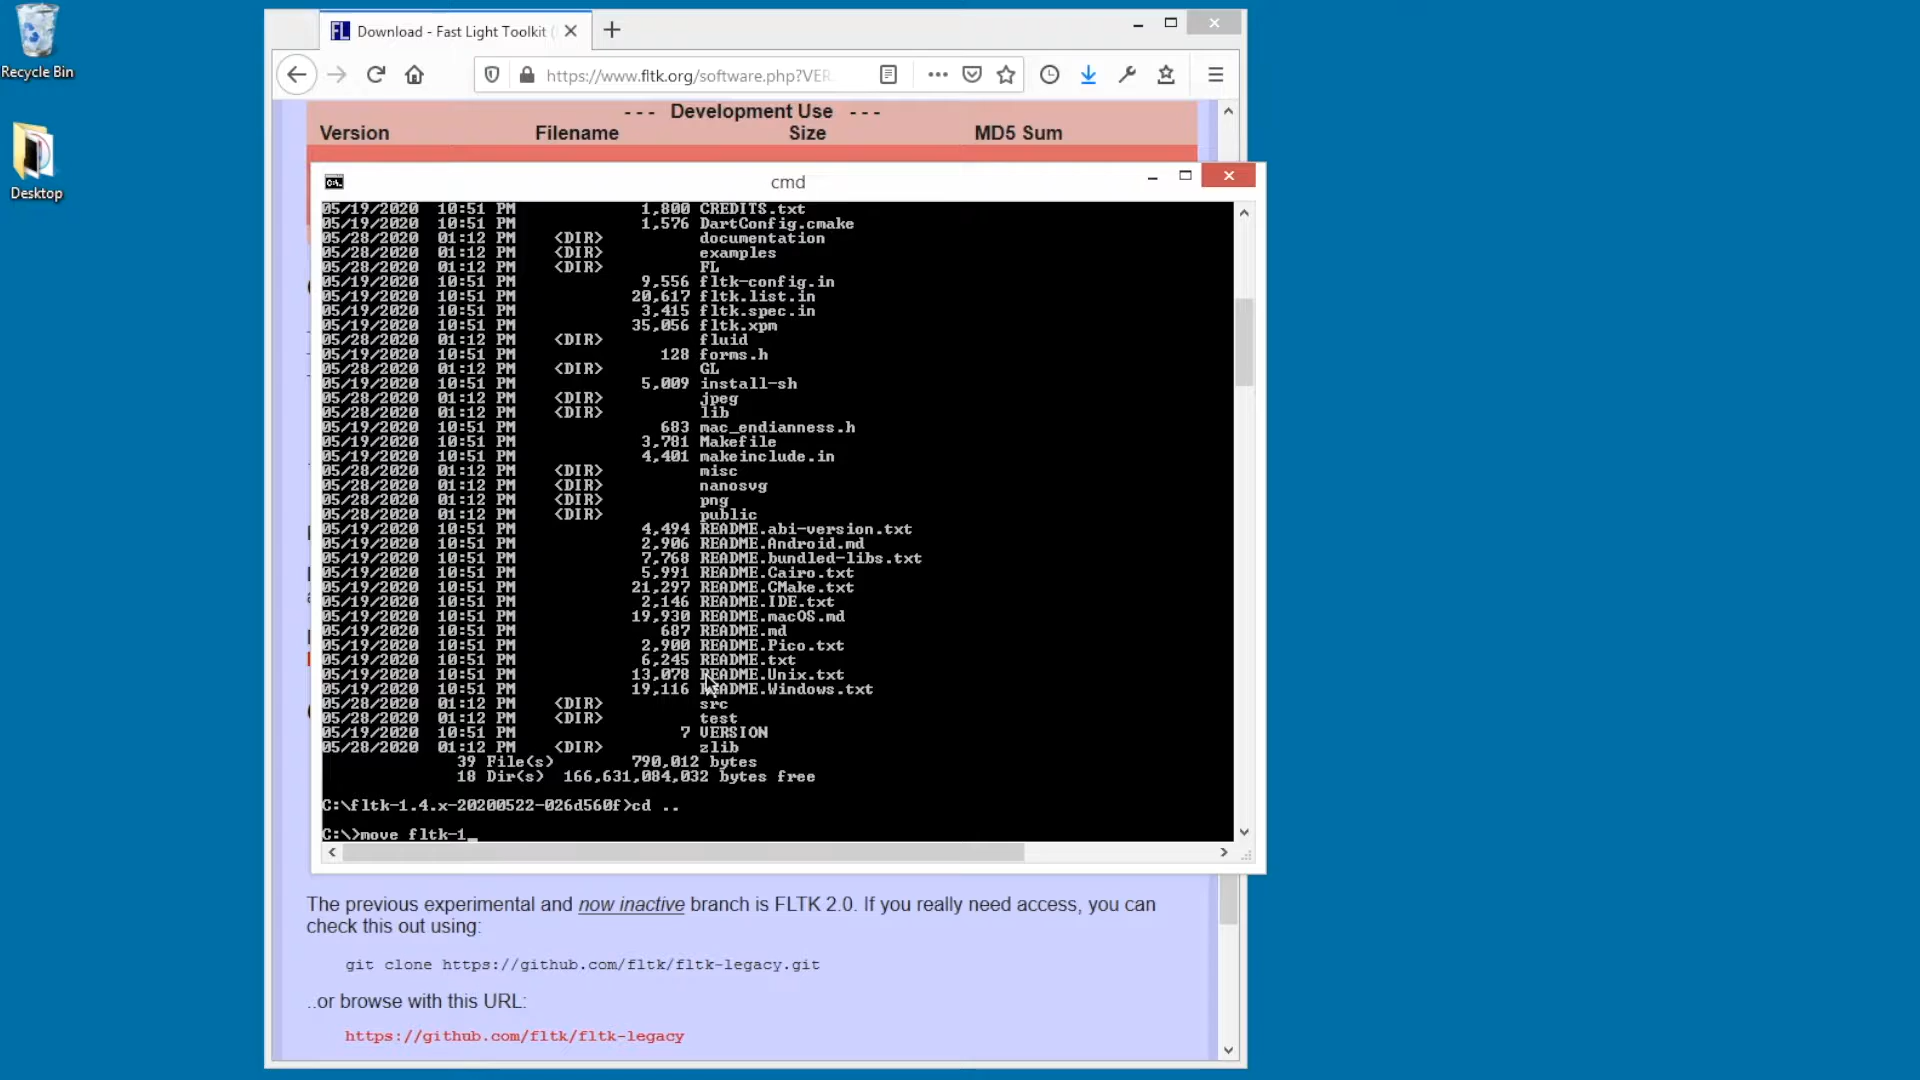 Recycle Bin
Desktop
Download - Fast Light Toolkit (
https://www.fltk.org/software.php?VER
--- Development Use ---
Version Filename Size MD5 Sum
cmd
05/19/2020 10:51 PM 1,800 CREDITS.txt
05/19/2020 10:51 PM 1,576 DartConfig.cmake
05/28/2020 01:12 PM <DIR> documentation
05/28/2020 01:12 PM <DIR> examples
05/28/2020 01:12 PM <DIR> FL
05/19/2020 10:51 PM 9,556 fltk-config.in
05/19/2020 10:51 PM 20,617 fltk.list.in
05/19/2020 10:51 PM 3,415 fltk.spec.in
05/19/2020 10:51 PM 35,056 fltk.xpm
05/28/2020 01:12 PM <DIR> fluid
05/19/2020 10:51 PM 128 forms.h
05/28/2020 01:12 PM <DIR> GL
05/19/2020 10:51 PM 5,009 install-sh
05/28/2020 01:12 PM <DIR> jpeg
05/28/2020 01:12 PM <DIR> lib
05/19/2020 10:51 PM 683 mac_endianness.h
05/19/2020 10:51 PM 3,781 Makefile
05/19/2020 10:51 PM 4,401 makeinclude.in
05/28/2020 01:12 PM <DIR> misc
05/28/2020 01:12 PM <DIR> nanosvg
05/28/2020 01:12 PM <DIR> png
05/28/2020 01:12 PM <DIR> public
05/19/2020 10:51 PM 4,494 README.abi-version.txt
05/19/2020 10:51 PM 2,906 README.Android.md
05/19/2020 10:51 PM 7,768 README.bundled-libs.txt
05/19/2020 10:51 PM 5,991 README.Cairo.txt
05/19/2020 10:51 PM 21,297 README.CMake.txt
05/19/2020 10:51 PM 2,146 README.IDE.txt
05/19/2020 10:51 PM 19,930 README.macOS.md
05/19/2020 10:51 PM 687 README.md
05/19/2020 10:51 PM 2,900 README.Pico.txt
05/19/2020 10:51 PM 6,245 README.txt
05/19/2020 10:51 PM 13,078 README.Unix.txt
05/19/2020 10:51 PM 19,116 README.Windows.txt
05/28/2020 01:12 PM <DIR> src
05/28/2020 01:12 PM <DIR> test
05/19/2020 10:51 PM 7 VERSION
05/28/2020 01:12 PM <DIR> zlib
39 File(s) 790,012 bytes
18 Dir(s) 166,631,084,032 bytes free
C:\fltk-1.4.x-20200522-026d560f>cd ..
C:\>move fltk-1_
The previous experimental and now inactive branch is FLTK 2.0. If you really need access, you can
check this out using:
git clone https://github.com/fltk/fltk-legacy.git
..or browse with this URL:
https://github.com/fltk/fltk-legacy